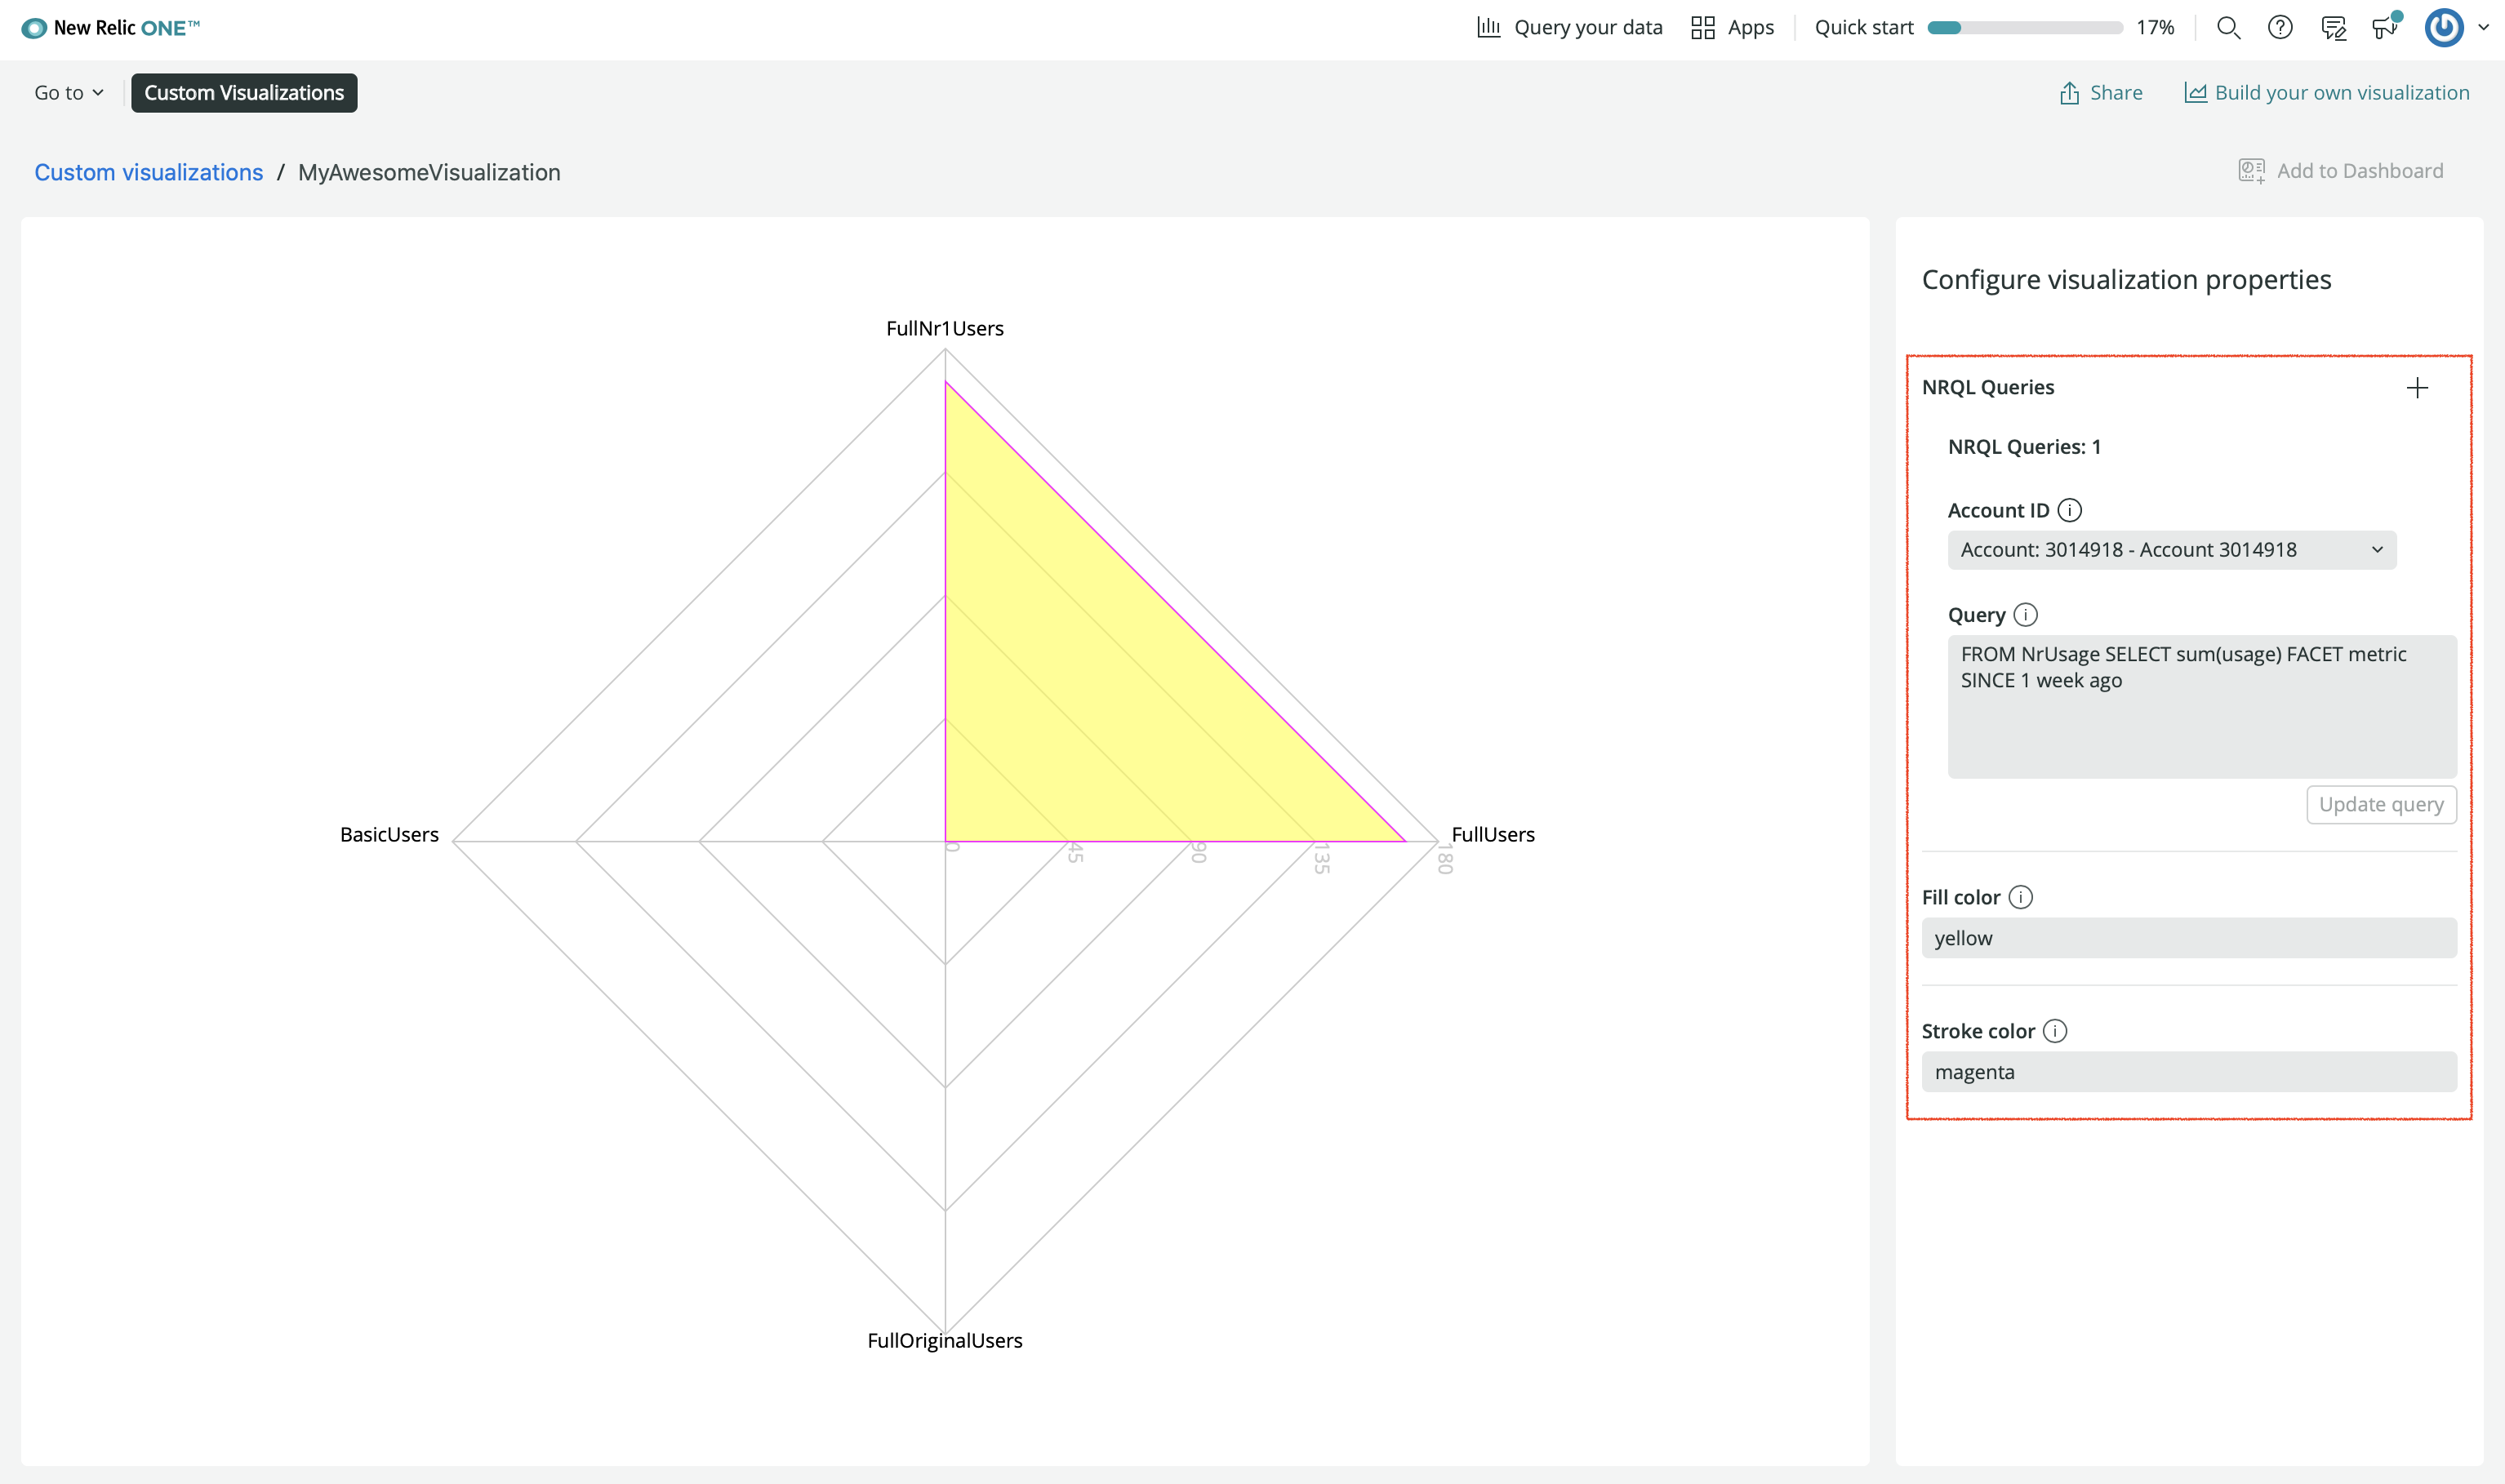 New Relic ONE™
Query your data
Apps
Quick start
17%
Go to
Custom Visualizations
Share
Build your own visualization
Custom visualizations / MyAwesomeVisualization
Add to Dashboard
FullNr1Users
BasicUsers
FullUsers
0
45
90
135
180
FullOriginalUsers
Configure visualization properties
NRQL Queries
NRQL Queries: 1
Account ID
Account: 3014918 - Account 3014918
Query
FROM NrUsage SELECT sum(usage) FACET metric
SINCE 1 week ago
Update query
Fill color
yellow
Stroke color
magenta